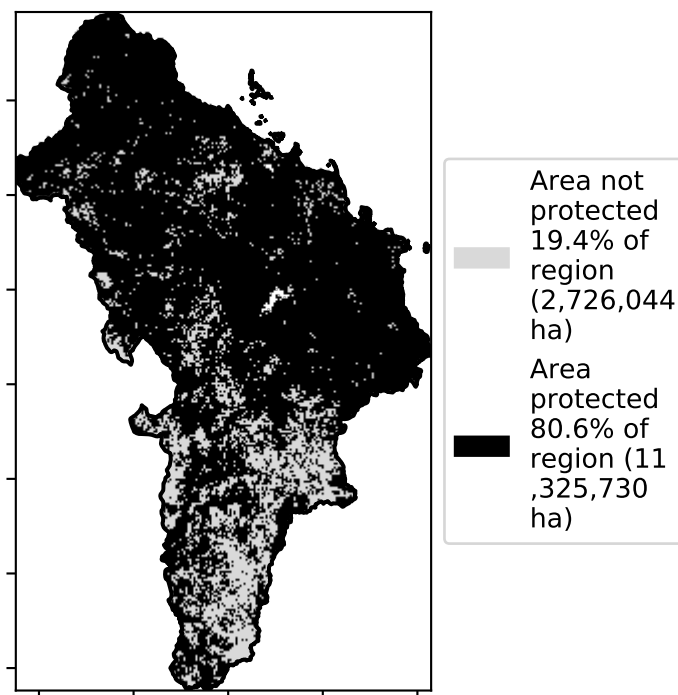 Area not
protected
19.4% of
region
(2,726,044
ha)
Area
protected
80.6% of
region (11
,325,730
ha)